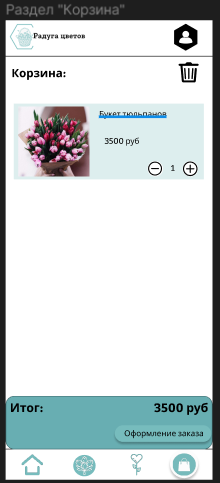 Раздел "Корзина"
Радуга цветов
Корзина:
Букет тюльпанов
3500 руб
1
Итог:
3500 руб
Оформление заказа